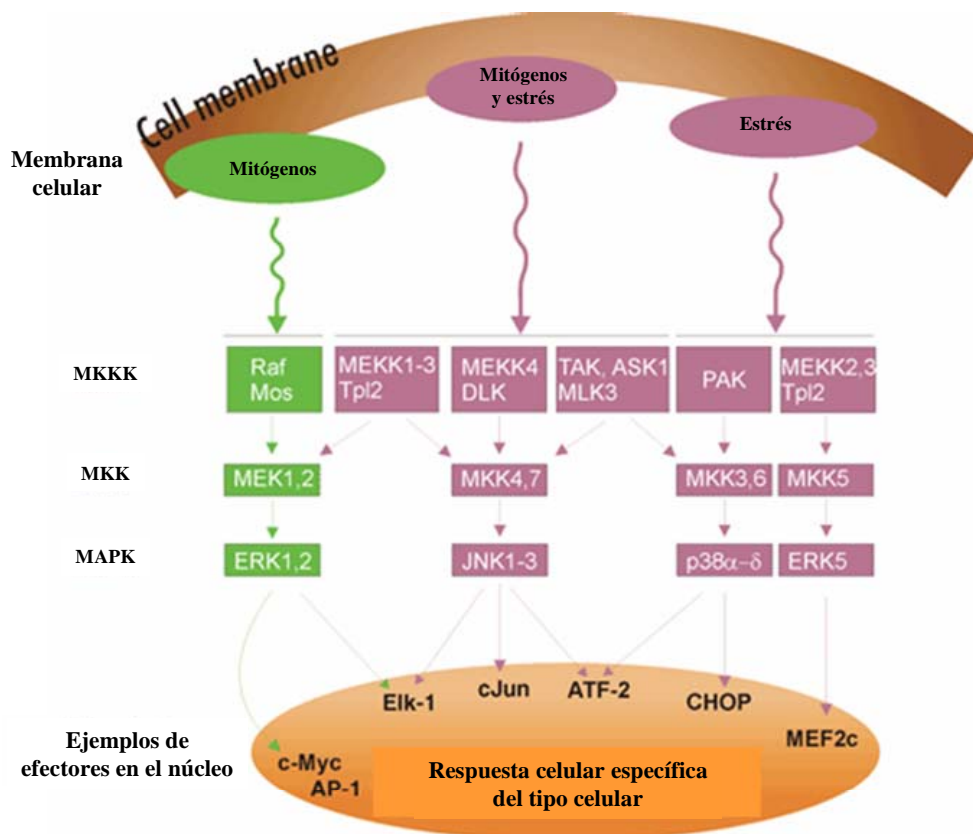 Cell membrane
Mitógenos
y estrés
Estrés
Membrana
celular
Mitógenos
MKKK
Raf
Mos
MEKK1-3
Tpl2
MEKK4
DLK
TAK, ASK1
MLK3
PAK
MEKK2,3
Tpl2
MKK
MEK1,2
MKK4,7
MKK3,6
MKK5
MAPK
ERK1,2
JNK1-3
p38α-δ
ERK5
Elk-1
cJun
ATF-2
CHOP
MEF2c
Ejemplos de
efectores en el núcleo
c-Myc
AP-1
Respuesta celular específica
del tipo celular